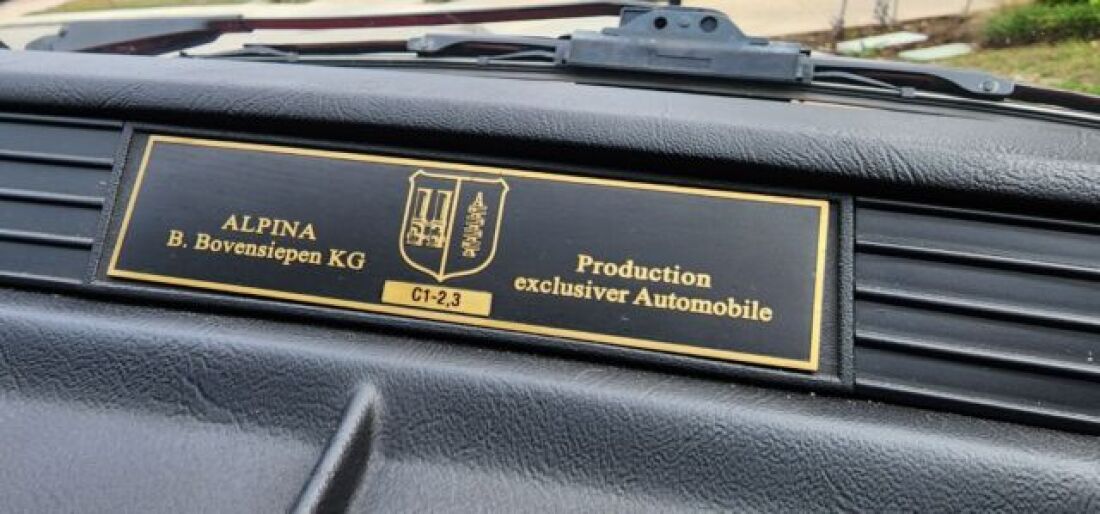 ALPINA
B. Bovensiepen KG
C1-2,3
Production
exclusiver Automobile